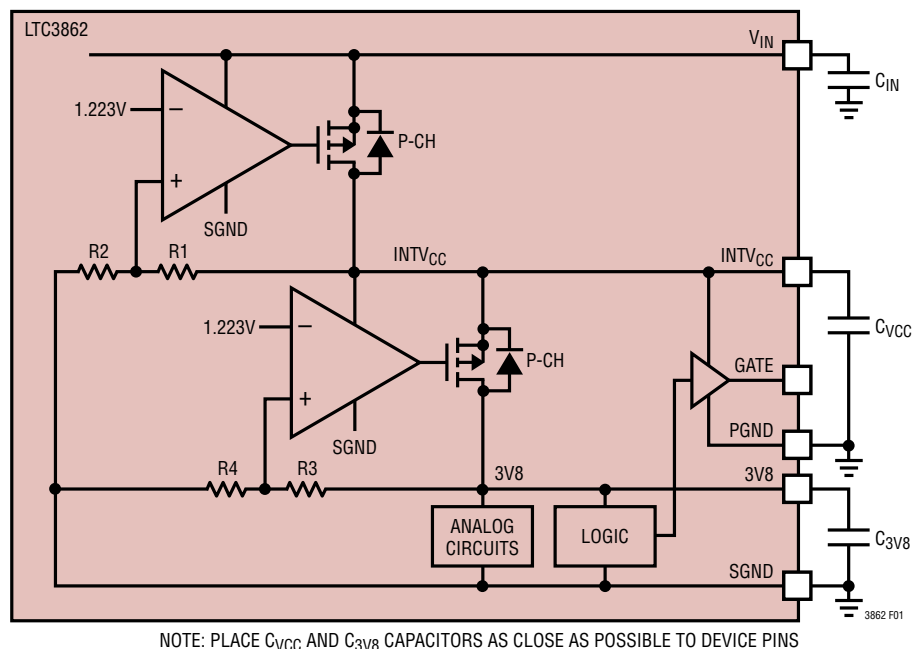 LTC3862
VIN
CIN
1.223V
−
P-CH
+
SGND
R2
R1
INTVCC
INTVCC
1.223V
−
CVCC
P-CH
GATE
+
SGND
PGND
R4
R3
3V8
3V8
ANALOG
CIRCUITS
LOGIC
C3V8
SGND
3862 F01
NOTE: PLACE CVCC AND C3V8 CAPACITORS AS CLOSE AS POSSIBLE TO DEVICE PINS